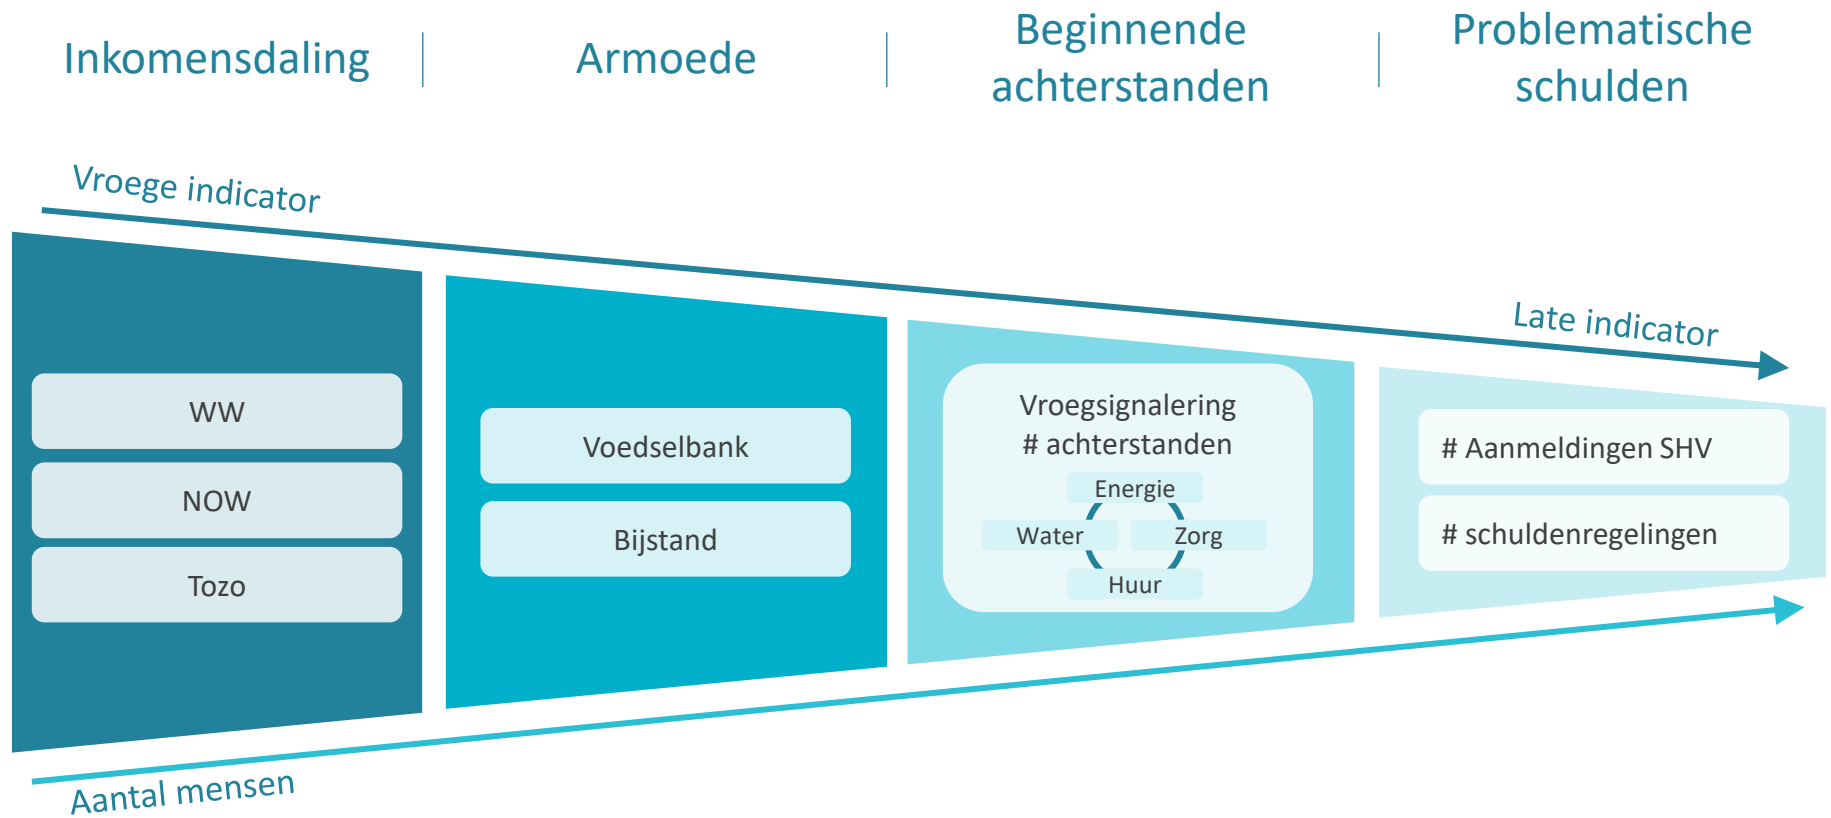 Inkomensdaling
Armoede
Beginnende
achterstanden
Problematische
schulden
Vroege indicator
Late indicator
WW
NOW
Tozo
Voedselbank
Bijstand
Vroegsignalering
# achterstanden
Energie
Water
Zorg
Huur
# Aanmeldingen SHV
# schuldenregelingen
Aantal mensen